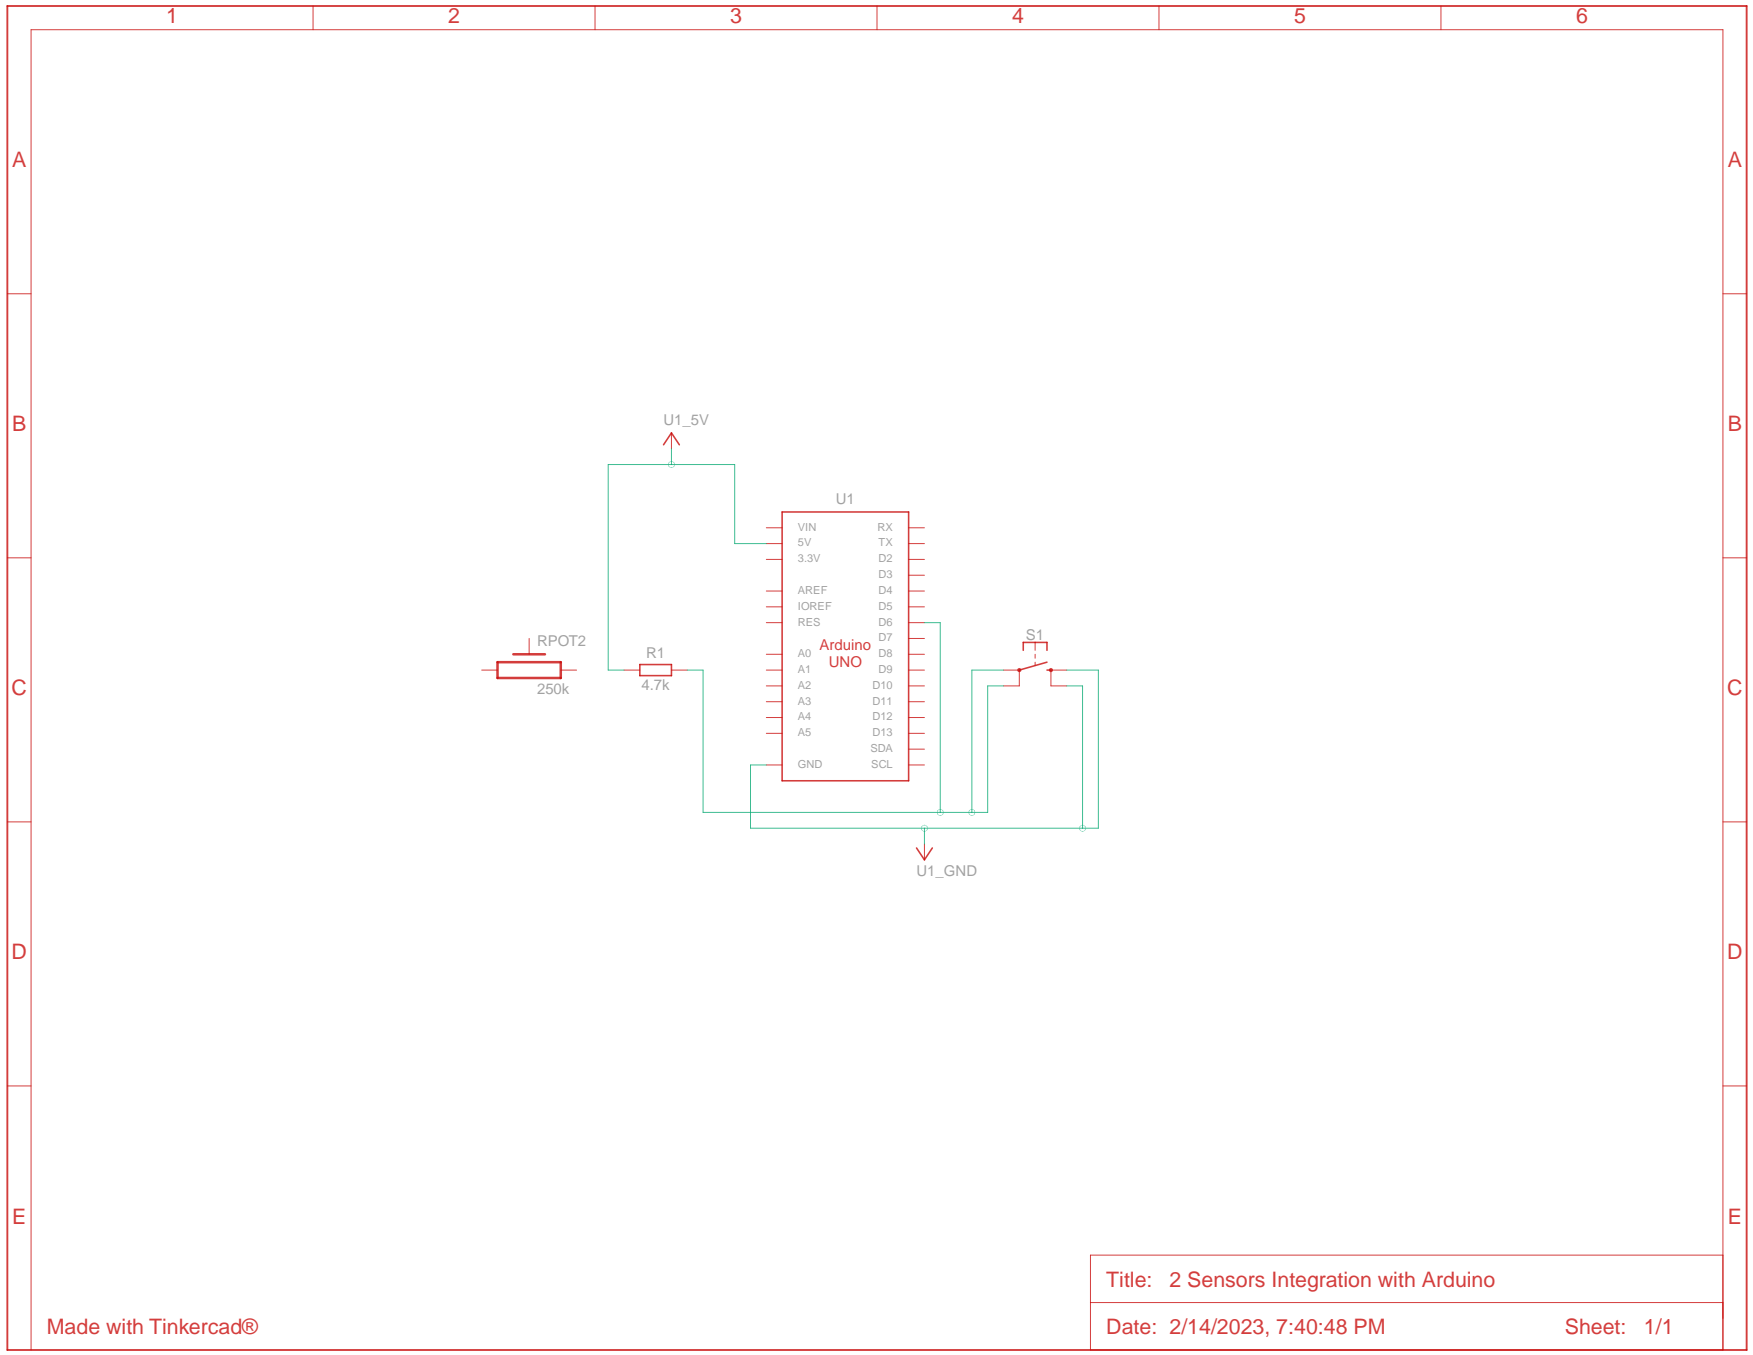 1 2 3 4 5 6
A A
B B
U1_5V
U1
VIN RX
5V TX
3.3V D2
D3
AREF D4
IOREF D5
RES D6
D7
A0 D8
A1 D9
A2 D10
A3 D11
A4 D12
A5 D13
SDA
GND SCL
Arduino
UNO
S1
RPOT2
250k
R1
4.7k
C C
U1_GND
D D
E E
Title: 2 Sensors Integration with Arduino
Date: 2/14/2023, 7:40:48 PM Sheet: 1/1
Made with Tinkercad®